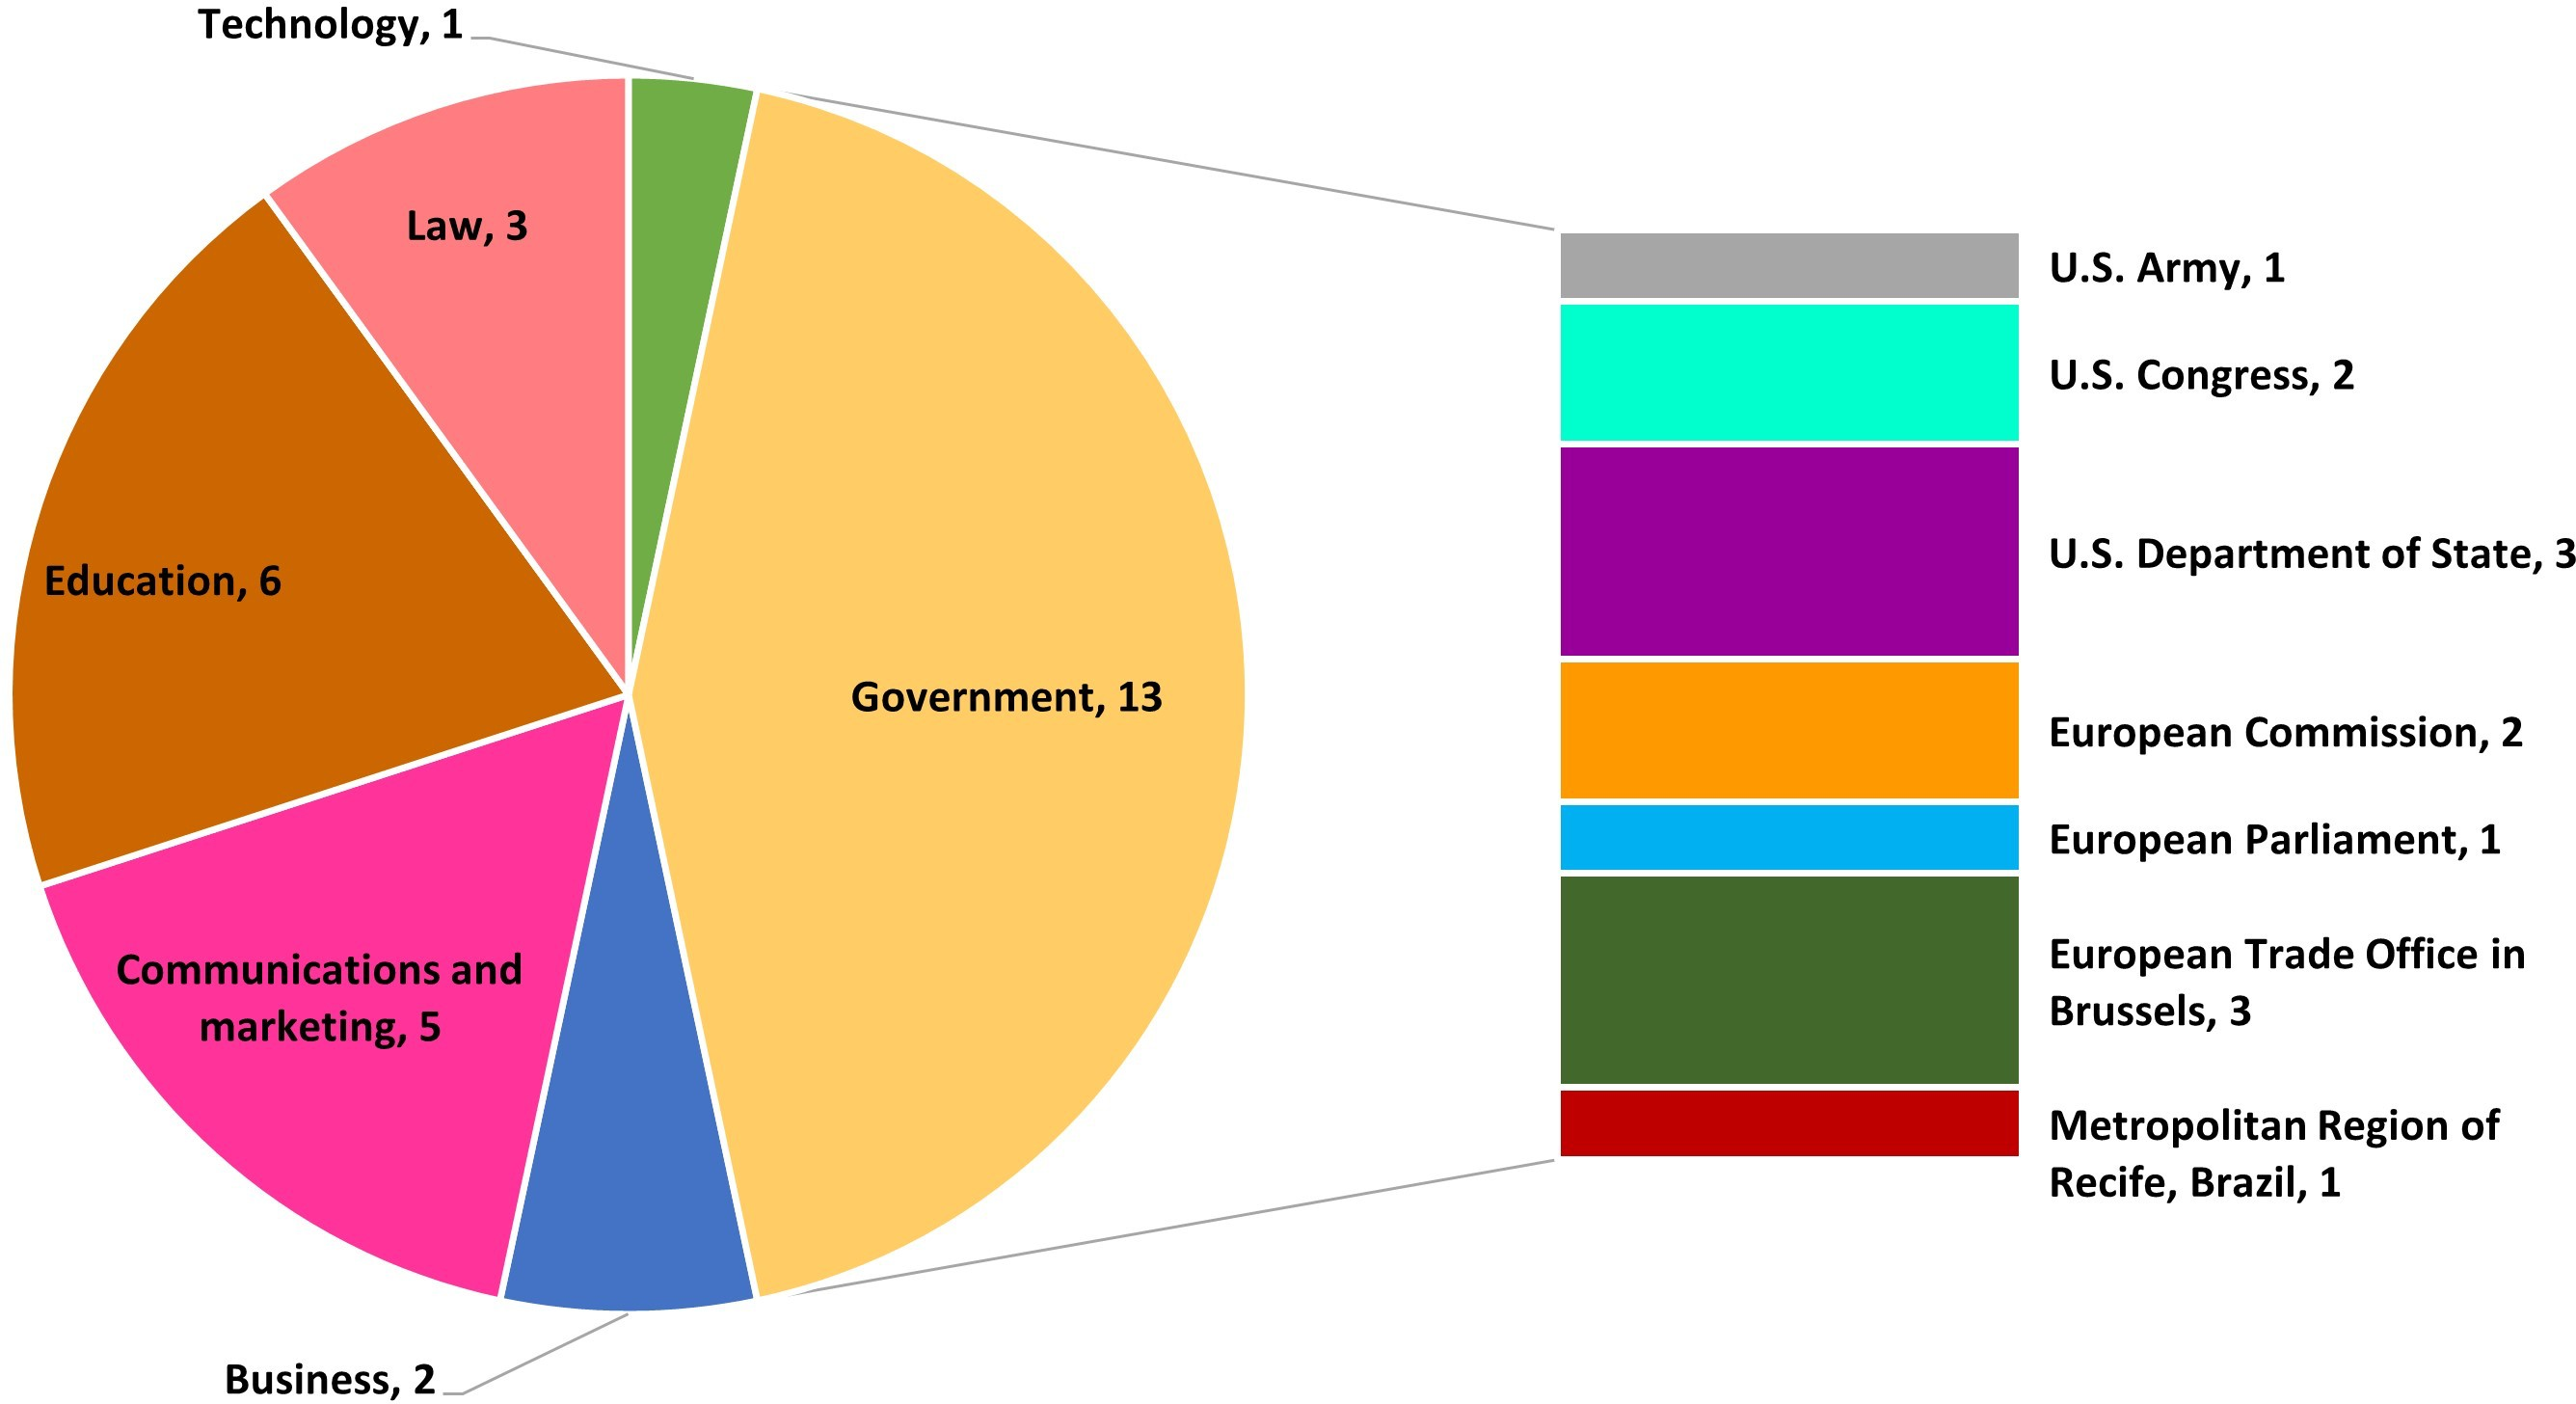 Technology, 1
Law, 3
Education, 6
Government, 13
Communications and
marketing, 5
Business, 2
U.S. Army, 1
U.S. Congress, 2
U.S. Department of State, 3
European Commission, 2
European Parliament, 1
European Trade Office in
Brussels, 3
Metropolitan Region of
Recife, Brazil, 1